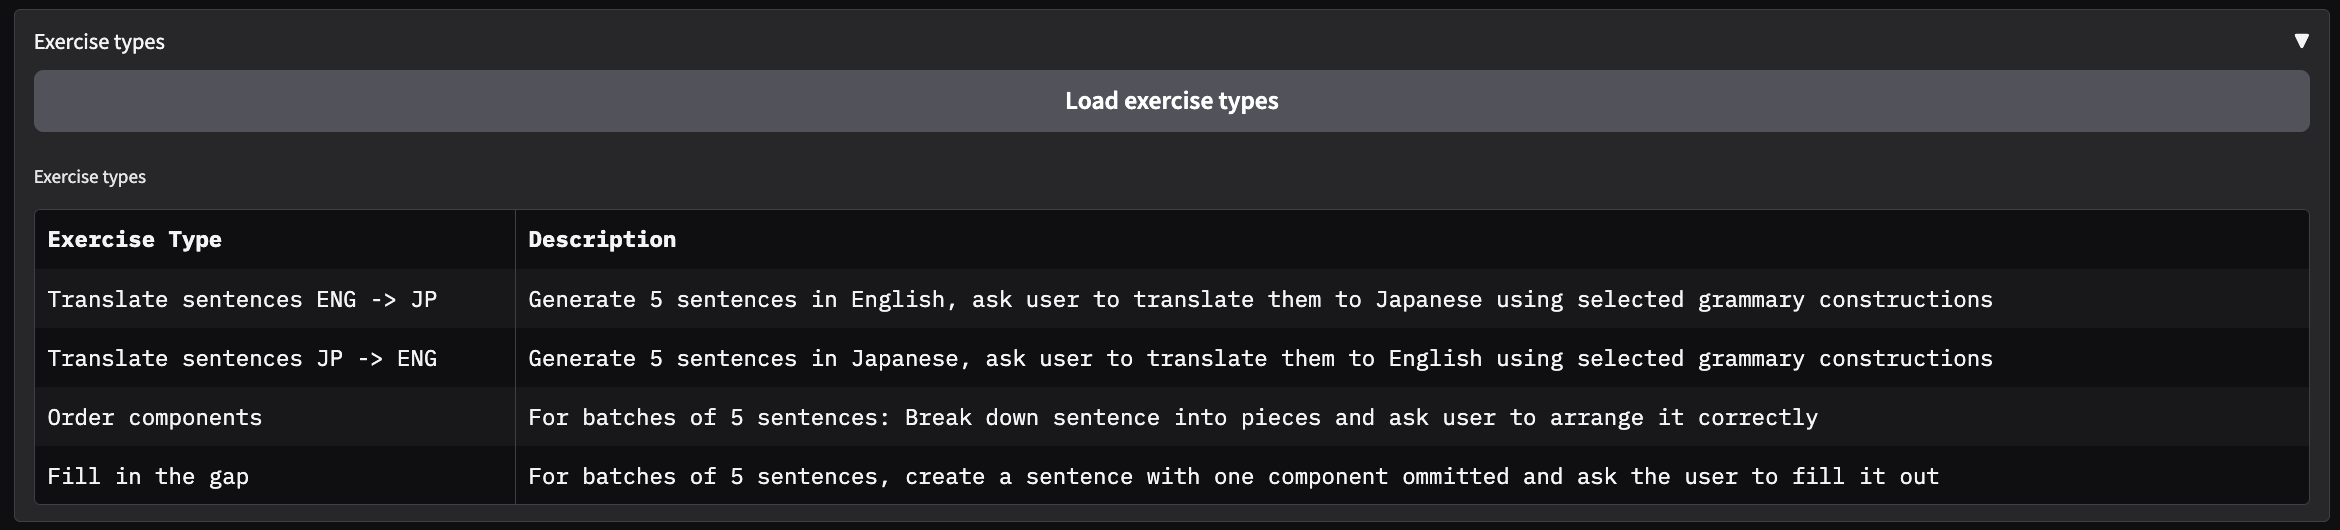 Exercise types
Load exercise types
Exercise types
Exercise Type Description
Translate sentences ENG -> JP Generate 5 sentences in English, ask user to translate them to Japanese using selected grammary constructions
Translate sentences JP -> ENG Generate 5 sentences in Japanese, ask user to translate them to English using selected grammary constructions
Order components For batches of 5 sentences: Break down sentence into pieces and ask user to arrange it correctly
Fill in the gap For batches of 5 sentences, create a sentence with one component ommitted and ask the user to fill it out